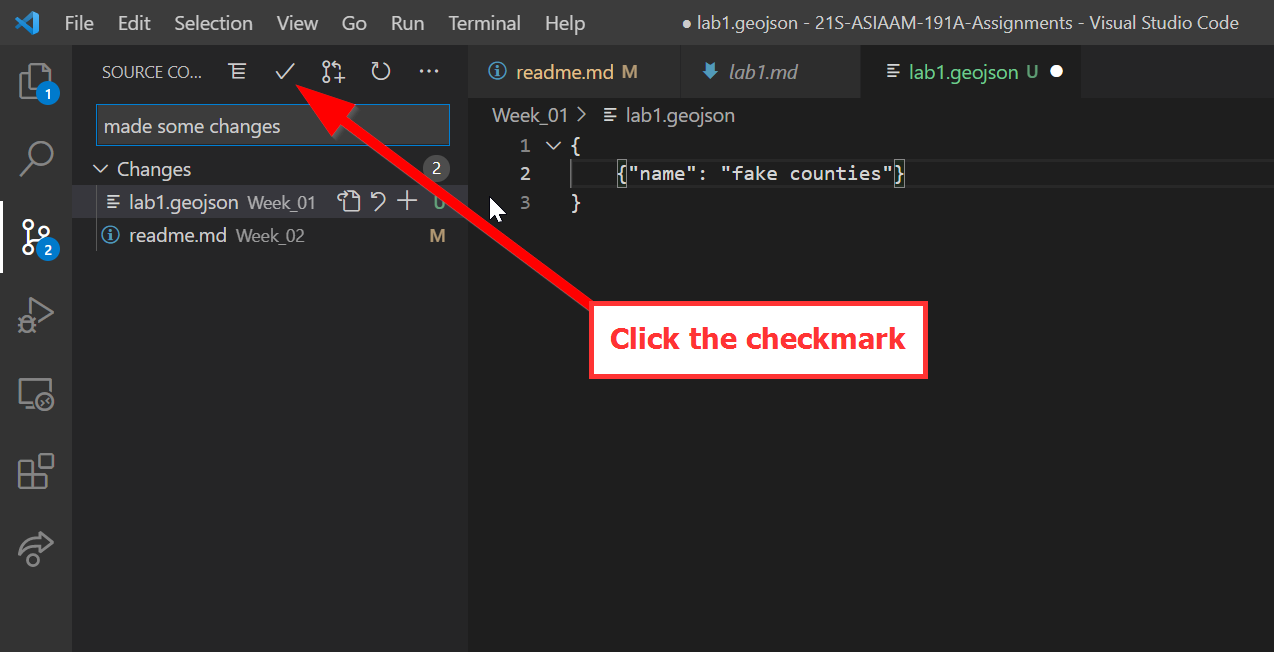 File Edit Selection View Go Run Terminal Help ● lab1.geojson - 21S-ASIAAM-191A-Assignments - Visual Studio Code
SOURCE CO...
readme.md M
lab1.md
lab1.geojson U
1
made some changes
Week_01 > lab1.geojson
Changes 2
lab1.geojson Week_01 U
readme.md Week_02 M
2
1 {
2 {"name": "fake counties"}
3 }
Click the checkmark